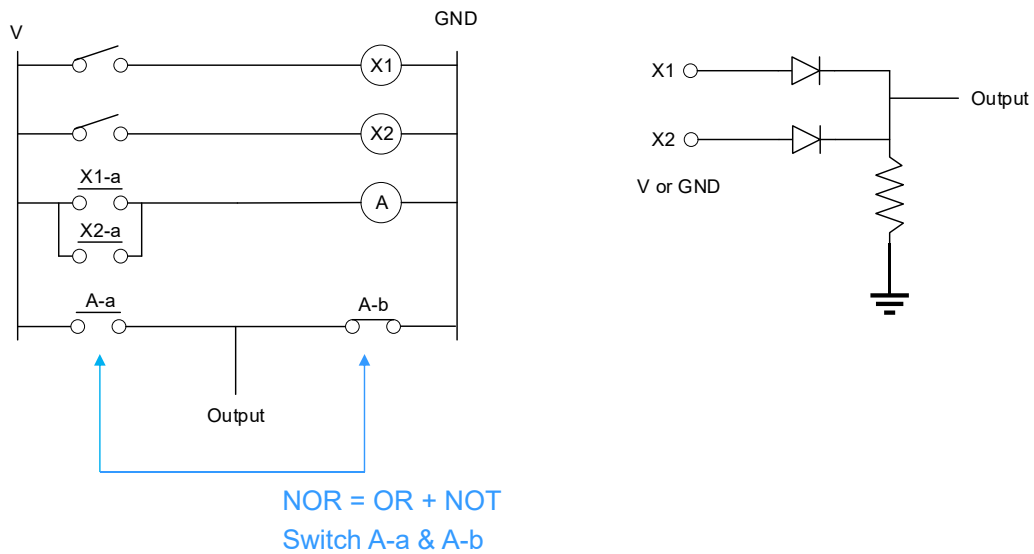 V
GND
X1
X2
X1-a
A
X2-a
A-a
A-b
Output
NOR = OR + NOT
Switch A-a & A-b
X1
Output
X2
V or GND